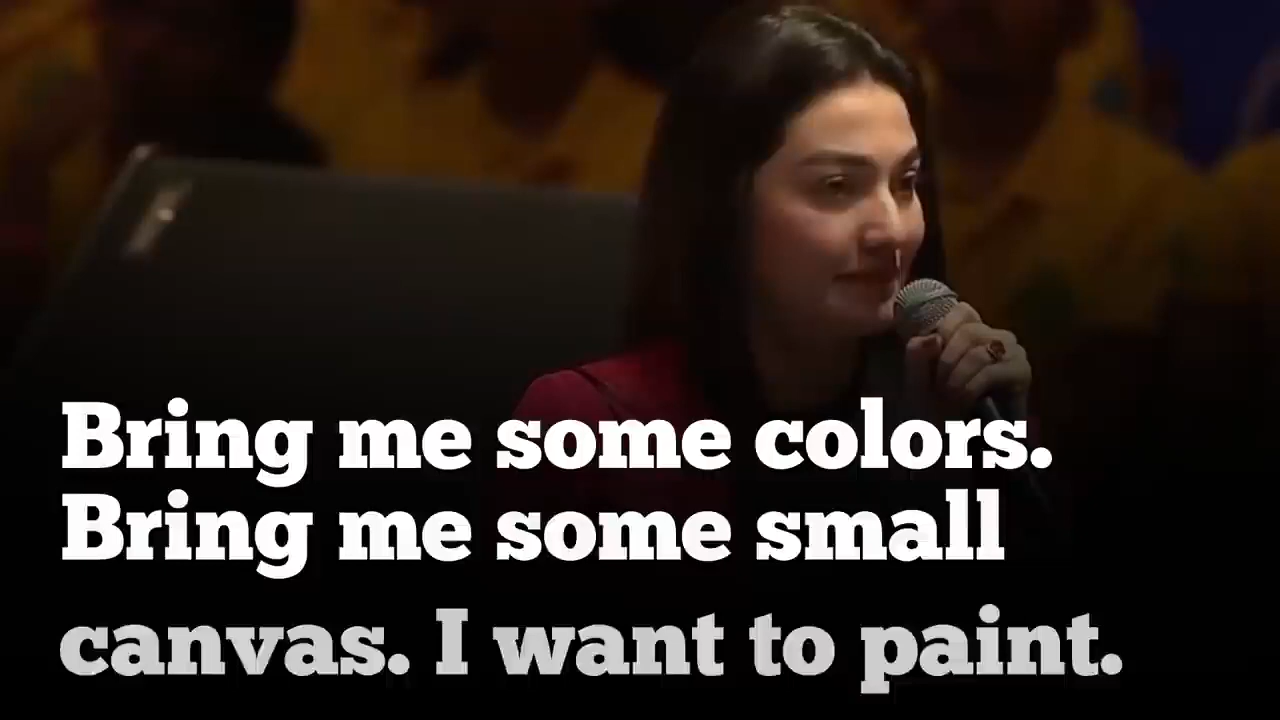 Bring me some colors.
Bring me some small
canvas. I want to paint.